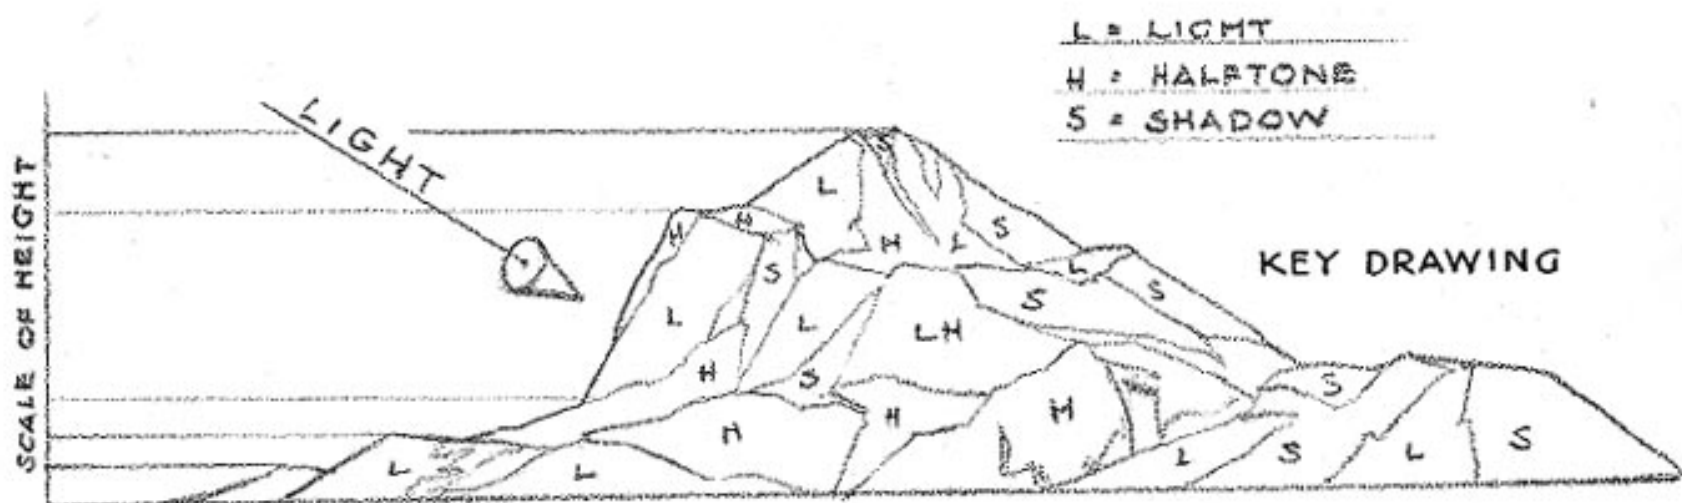 L = LIGHT
H = HALFTONE
S = SHADOW
LIGHT
SCALE OF HEIGHT
KEY DRAWING
S
L
H H
H L S
S L S
L L LH S
H S S
H H H
L L L S L S